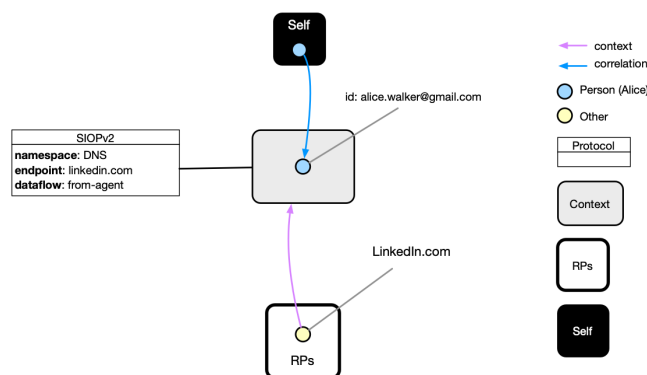 Self
id: alice.walker@gmail.com
SIOPv2
namespace: DNS
endpoint: linkedin.com
dataflow: from-agent
LinkedIn.com
RPs
context
correlation
Person (Alice)
Other
Protocol
Context
RPs
Self